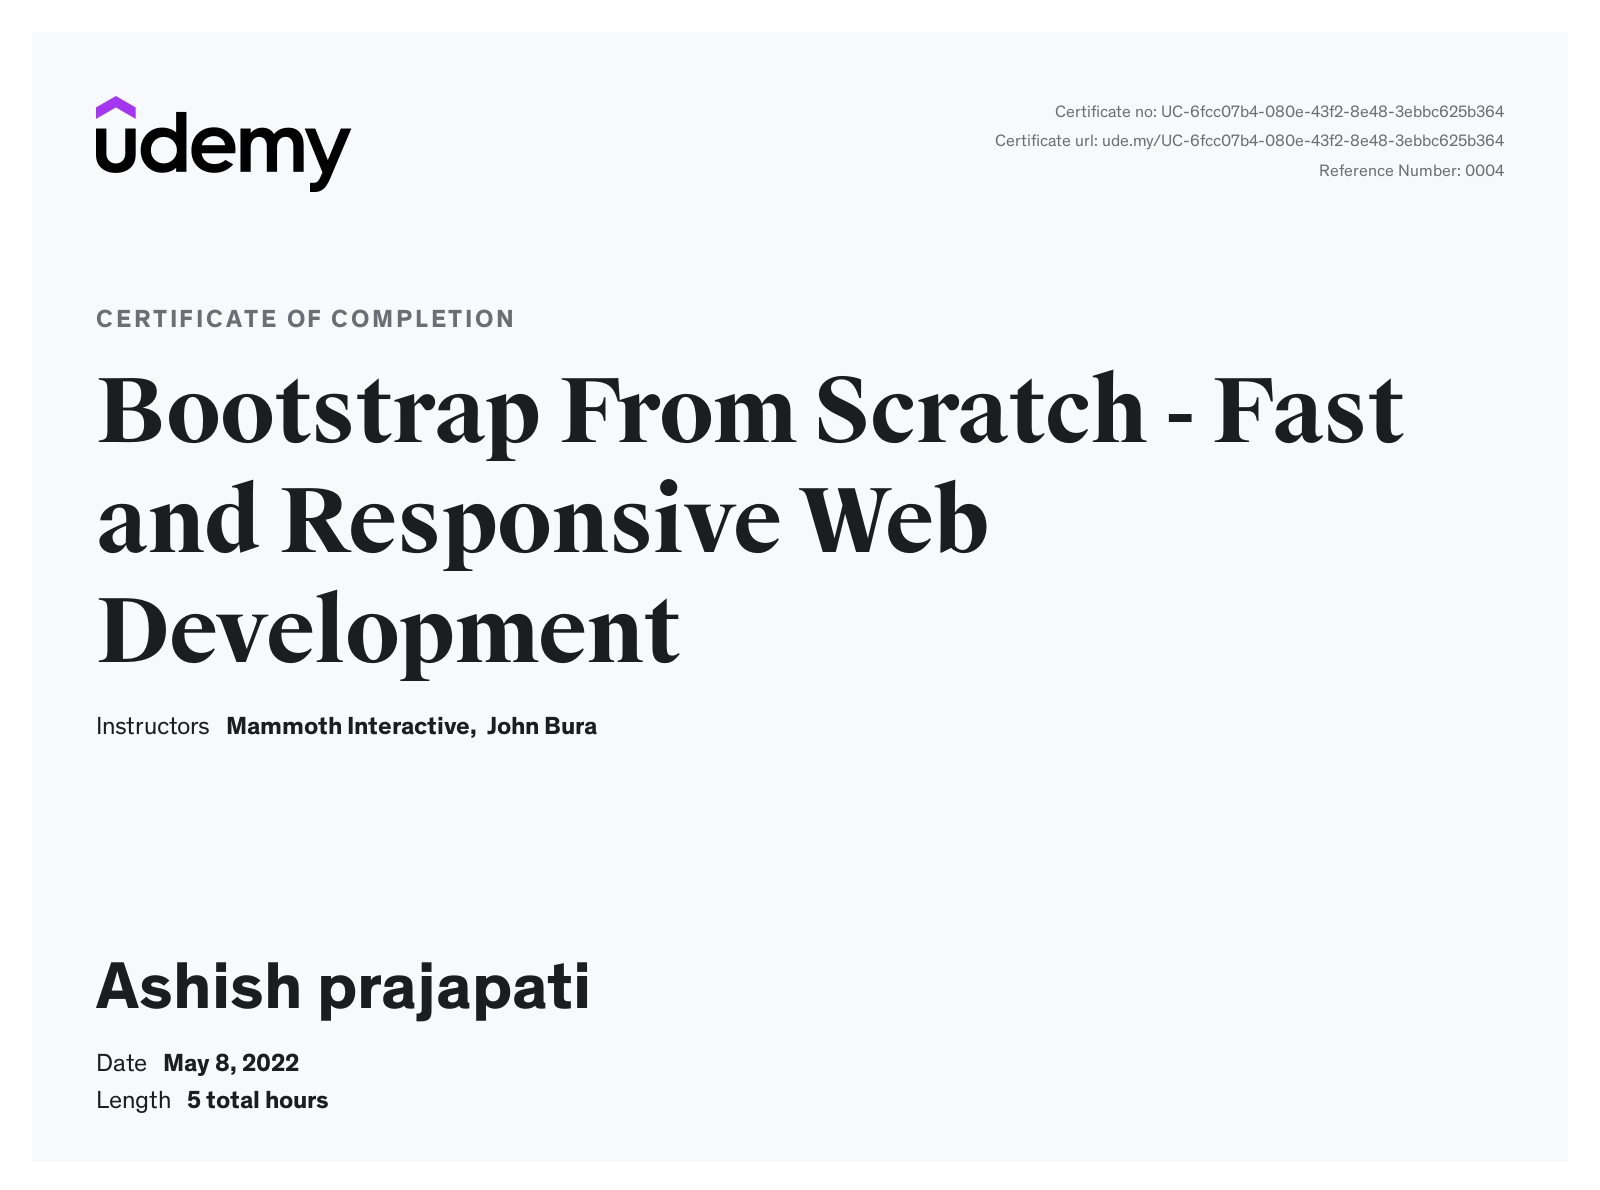 udemy
Certificate no: UC-6fcc07b4-080e-43f2-8e48-3ebbc625b364
Certificate url: ude.my/UC-6fcc07b4-080e-43f2-8e48-3ebbc625b364
Reference Number: 0004
CERTIFICATE OF COMPLETION
Bootstrap From Scratch - Fast
and Responsive Web
Development
Instructors Mammoth Interactive, John Bura
Ashish prajapati
Date May 8, 2022
Length 5 total hours